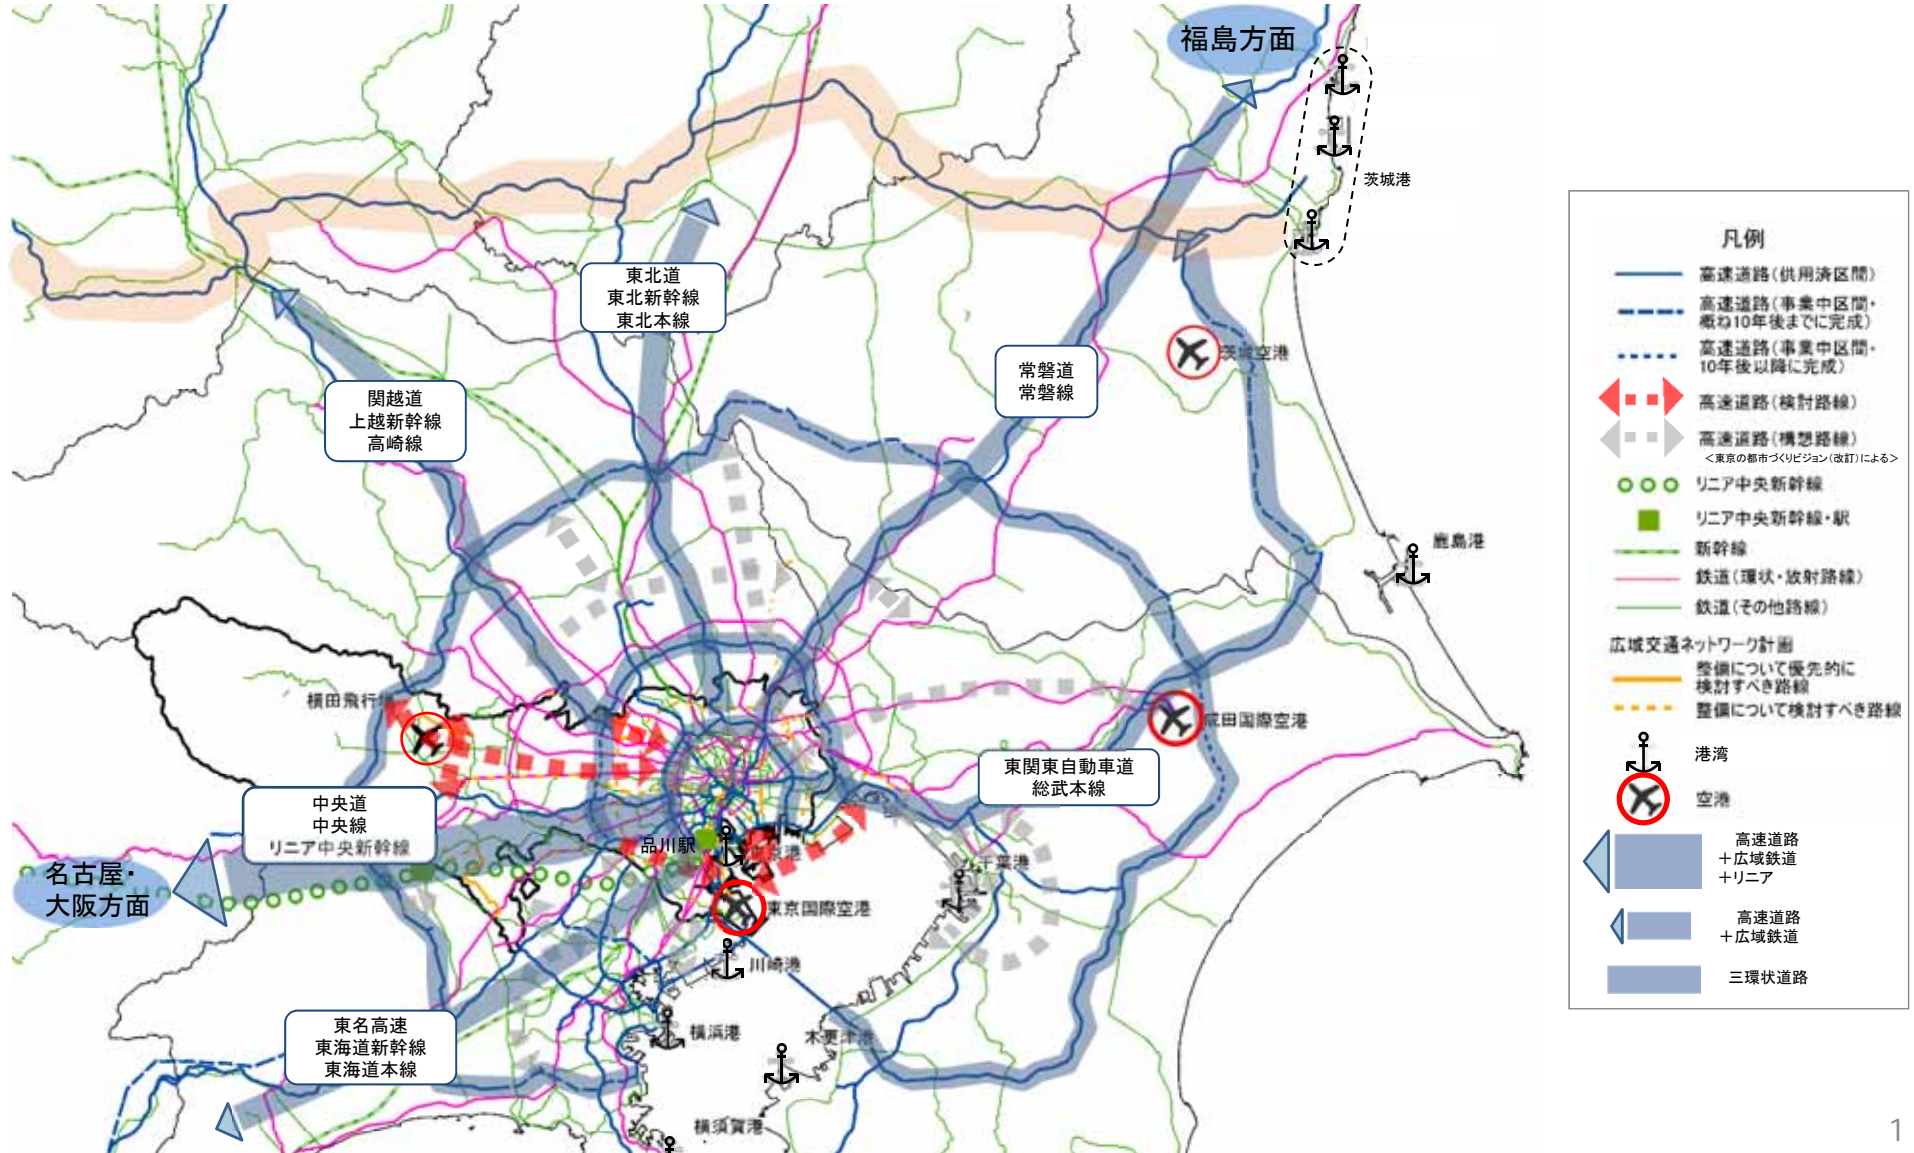 福島方面
茨城港
東北道
東北新幹線
東北本線
常磐道
常磐線
茨城空港
関越道
上越新幹線
高崎線
鹿島港
横田飛行場
成田国際空港
東関東自動車道
総武本線
中央道
中央線
リニア中央新幹線
品川駅
東京港
千葉港
名古屋・
大阪方面
東京国際空港
川崎港
東名高速
東海道新幹線
東海道本線
横浜港
木更津港
横須賀港
凡例
高速道路(供用済区間)
高速道路(事業中区間・
概ね10年後までに完成)
高速道路(事業中区間・
10年後以降に完成)
高速道路(検討路線)
高速道路(構想路線)
<東京の都市づくりビジョン(改訂)による>
リニア中央新幹線
リニア中央新幹線・駅
新幹線
鉄道(環状・放射路線)
鉄道(その他路線)
広域交通ネットワーク計画
整備について優先的に
検討すべき路線
整備について検討すべき路線
港湾
空港
高速道路
+広域鉄道
+リニア
高速道路
+広域鉄道
三環状道路
1